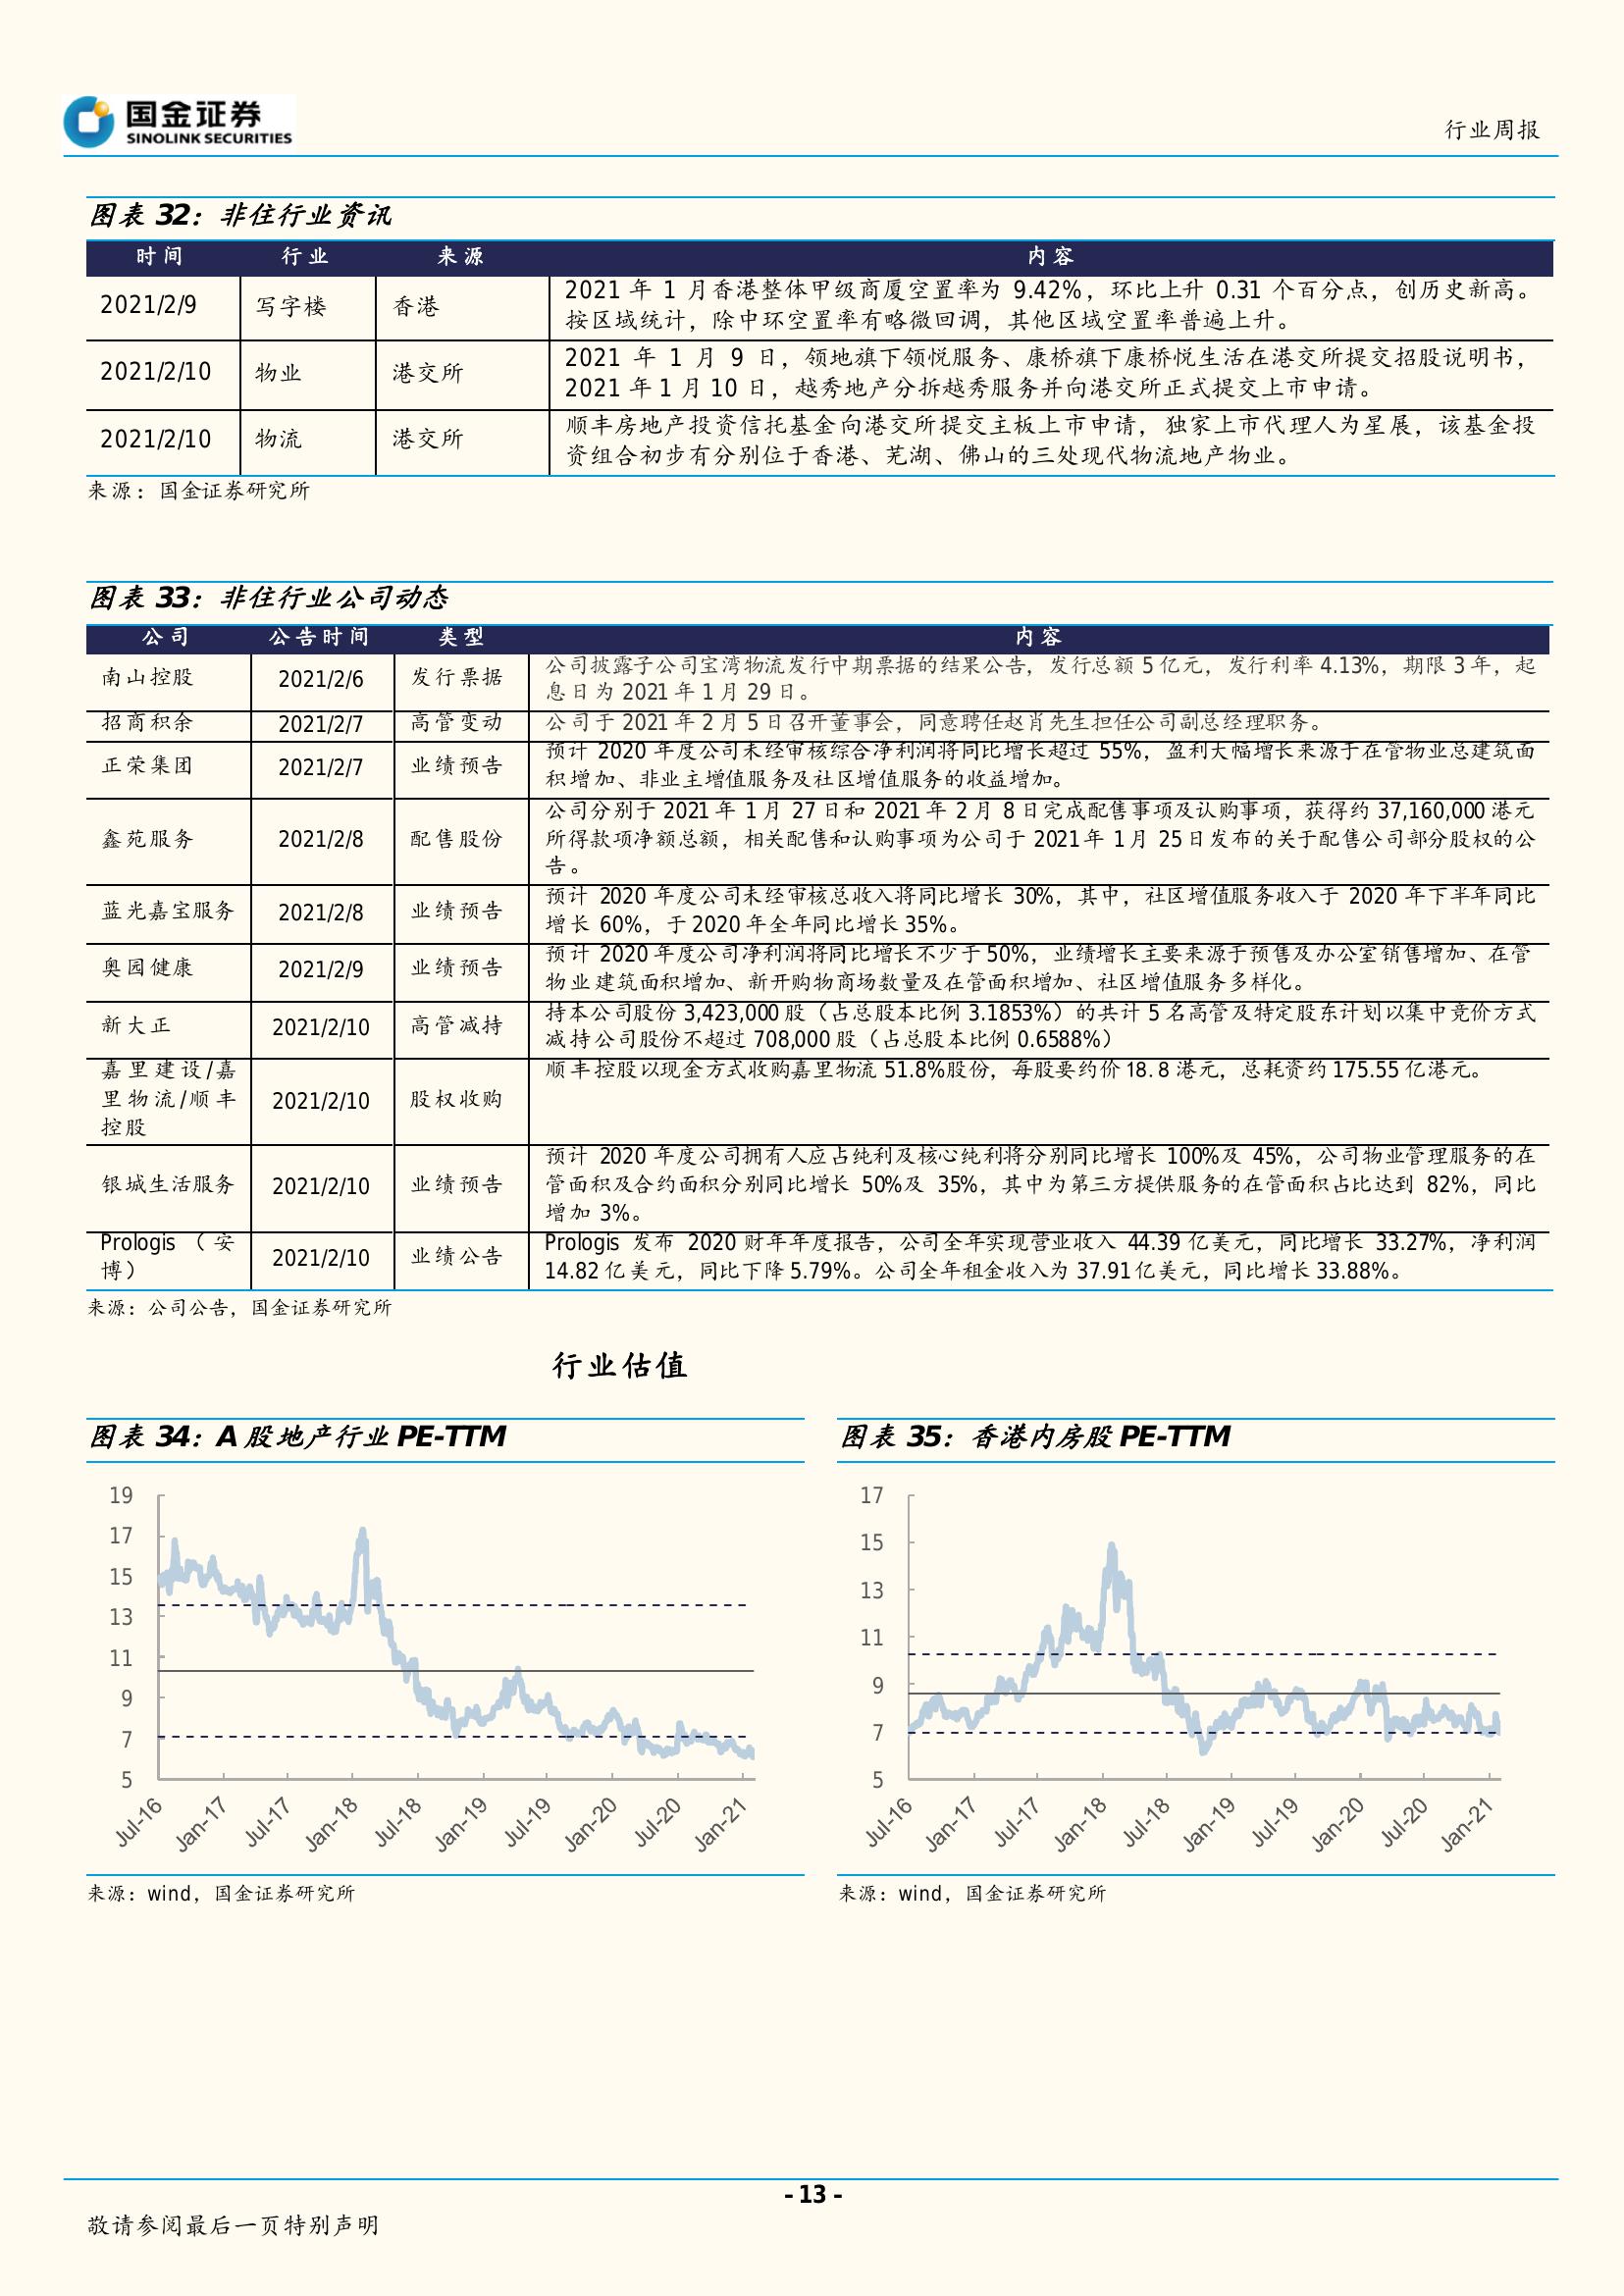 国金证券
SINOLINK SECURITIES
行业周报
图表 32：非住行业资讯
时间 行业 来源 内容
2021/2/9 写字楼 香港 2021 年 1 月香港整体甲级商厦空置率为 9.42%，环比上升 0.31 个百分点，创历史新高。
按区域统计，除中环空置率有略微回调，其他区域空置率普遍上升。
2021/2/10 物业 港交所 2021 年 1 月 9 日，领地旗下领悦服务、康桥旗下康桥悦生活在港交所提交招股说明书，
2021 年 1 月 10 日，越秀地产分拆越秀服务并向港交所正式提交上市申请。
2021/2/10 物流 港交所 顺丰房地产投资信托基金向港交所提交主板上市申请，独家上市代理人为星展，该基金投
资组合初步有分别位于香港、芜湖、佛山的三处现代物流地产物业。
来源：国金证券研究所
图表 33：非住行业公司动态
公司 公告时间 类型 内容
南山控股 2021/2/6 发行票据 公司披露子公司宝湾物流发行中期票据的结果公告，发行总额 5 亿元，发行利率 4.13%，期限 3 年，起
息日为 2021 年 1 月 29 日。
招商积余 2021/2/7 高管变动 公司于 2021 年 2 月 5 日召开董事会，同意聘任赵肖先生担任公司副总经理职务。
正荣集团 2021/2/7 业绩预告 预计 2020 年度公司未经审核综合净利润将同比增长超过 55%，盈利大幅增长来源于在管物业总建筑面
积增加、非业主增值服务及社区增值服务的收益增加。
鑫苑服务 2021/2/8 配售股份 公司分别于 2021 年 1 月 27 日和 2021 年 2 月 8 日完成配售事项及认购事项，获得约 37,160,000 港元
所得款项净额总额，相关配售和认购事项为公司于 2021 年 1 月 25 日发布的关于配售公司部分股权的公
告。
蓝光嘉宝服务 2021/2/8 业绩预告 预计 2020 年度公司未经审核总收入将同比增长 30%，其中，社区增值服务收入于 2020 年下半年同比
增长 60%，于 2020 年全年同比增长 35%。
奥园健康 2021/2/9 业绩预告 预计 2020 年度公司净利润将同比增长不少于 50%，业绩增长主要来源于预售及办公室销售增加、在管
物业建筑面积增加、新开购物商场数量及在管面积增加、社区增值服务多样化。
新大正 2021/2/10 高管减持 持本公司股份 3,423,000 股（占总股本比例 3.1853%）的共计 5 名高管及特定股东计划以集中竞价方式
减持公司股份不超过 708,000 股（占总股本比例 0.6588%）
嘉里建设/嘉
里物流/顺丰
控股 2021/2/10 股权收购 顺丰控股以现金方式收购嘉里物流 51.8%股份，每股要约价 18.8 港元，总耗资约 175.55 亿港元。
银城生活服务 2021/2/10 业绩预告 预计 2020 年度公司拥有人应占纯利及核心纯利将分别同比增长 100%及 45%，公司物业管理服务的在
管面积及合约面积分别同比增长 50%及 35%，其中为第三方提供服务的在管面积占比达到 82%，同比
增加 3%。
Prologis（安
博） 2021/2/10 业绩公告 Prologis 发布 2020 财年年度报告，公司全年实现营业收入 44.39 亿美元，同比增长 33.27%，净利润
14.82 亿美元，同比下降 5.79%。公司全年租金收入为 37.91 亿美元，同比增长 33.88%。
来源：公司公告，国金证券研究所
行业估值
图表 34：A 股地产行业 PE-TTM
19
17
15
13
11
9
7
5
Jul-16 Jan-17 Jul-17 Jan-18 Jul-18 Jan-19 Jul-19 Jan-20 Jul-20 Jan-21
来源：wind，国金证券研究所
图表 35：香港内房股 PE-TTM
17
15
13
11
9
7
5
Jul-16 Jan-17 Jul-17 Jan-18 Jul-18 Jan-19 Jul-19 Jan-20 Jul-20 Jan-21
来源：wind，国金证券研究所
- 13 -
敬请参阅最后一页特别声明